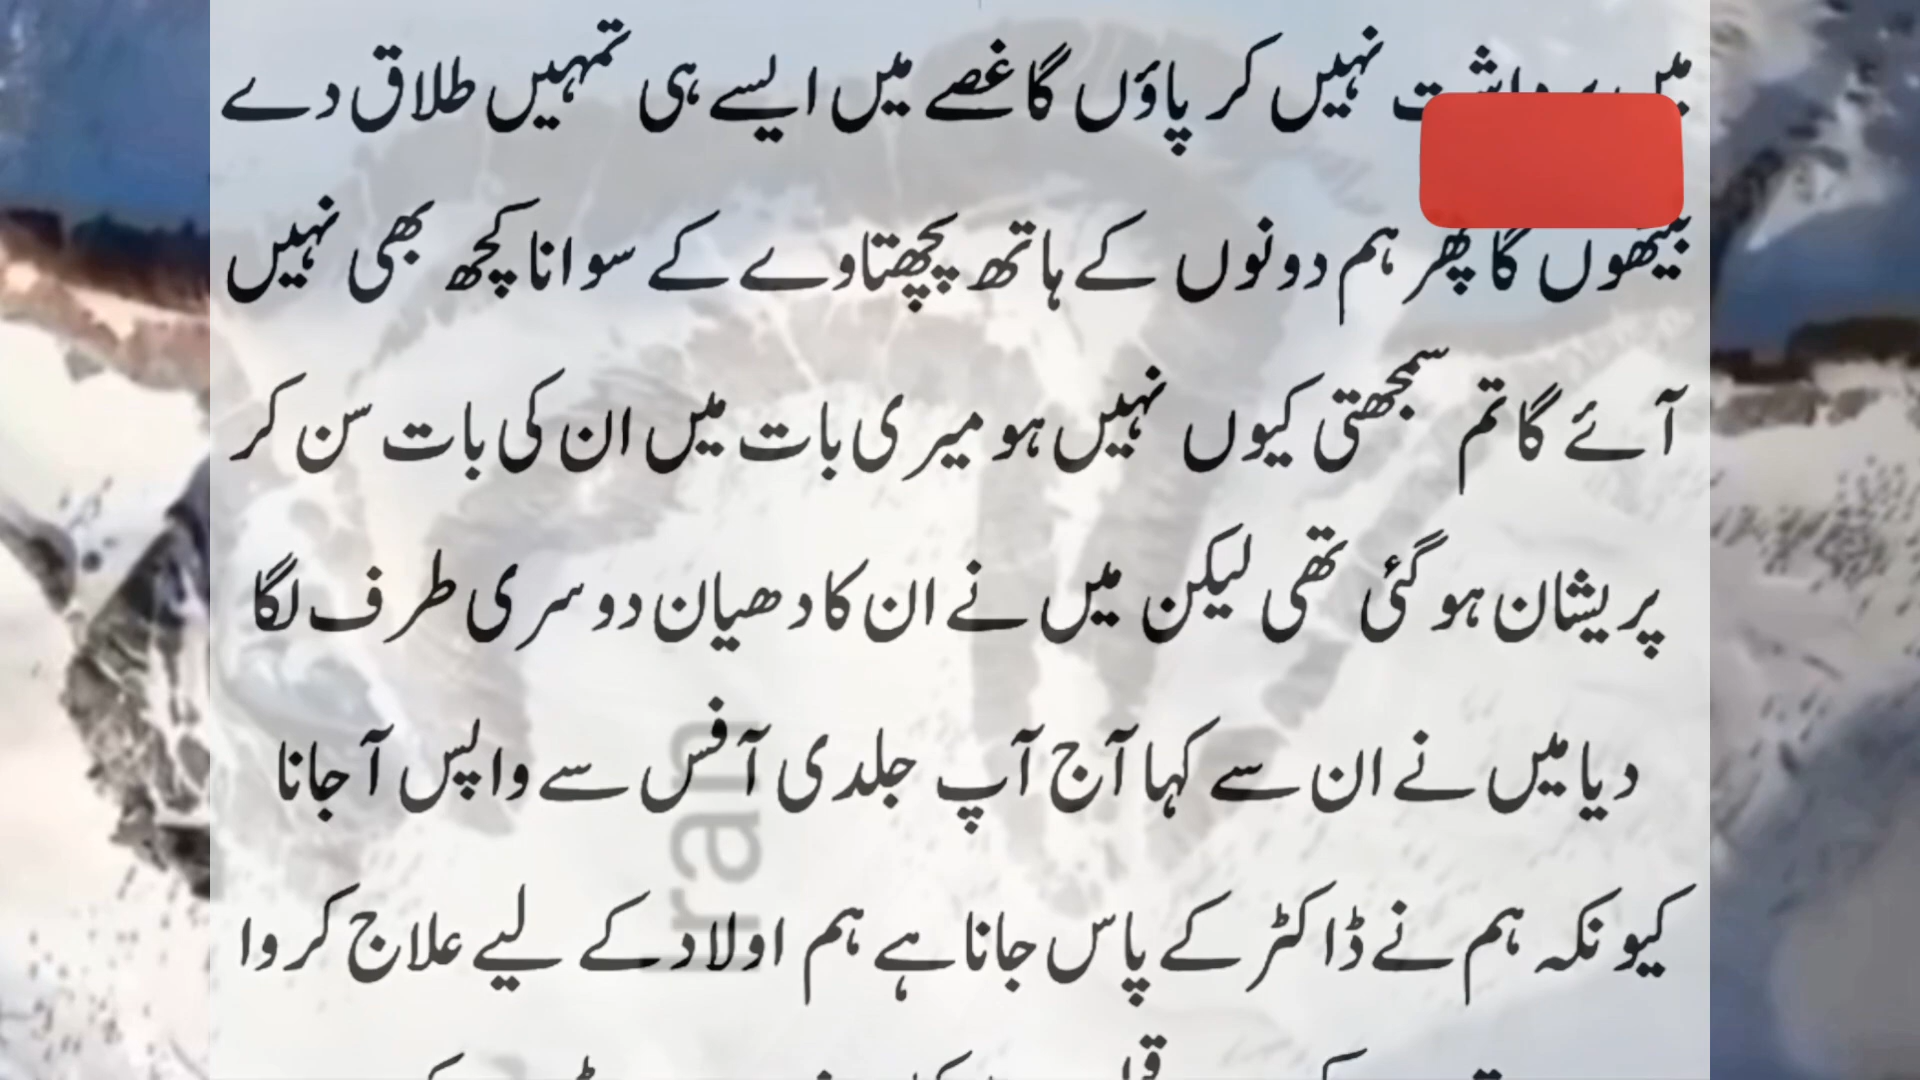 میں برداشت نہیں کر پاؤں گا غصے میں ایسے ہی تمہیں طلاق دے
بیٹھوں گا پھر ہم دونوں کے ہاتھ پچھتاوے کے سوا نا کچھ بھی نہیں
آئے گا تم سمجھتی کیوں نہیں ہو میری بات میں ان کی بات سن کر
پریشان ہو گئی تھی لیکن میں نے ان کا دھیان دوسری طرف لگا
دیا میں نے ان سے کہا آج آپ جلدی آفس سے واپس آ جانا
کیونکہ ہم نے ڈاکٹر کے پاس جانا ہے ہم اولاد کے لیے علاج کروا